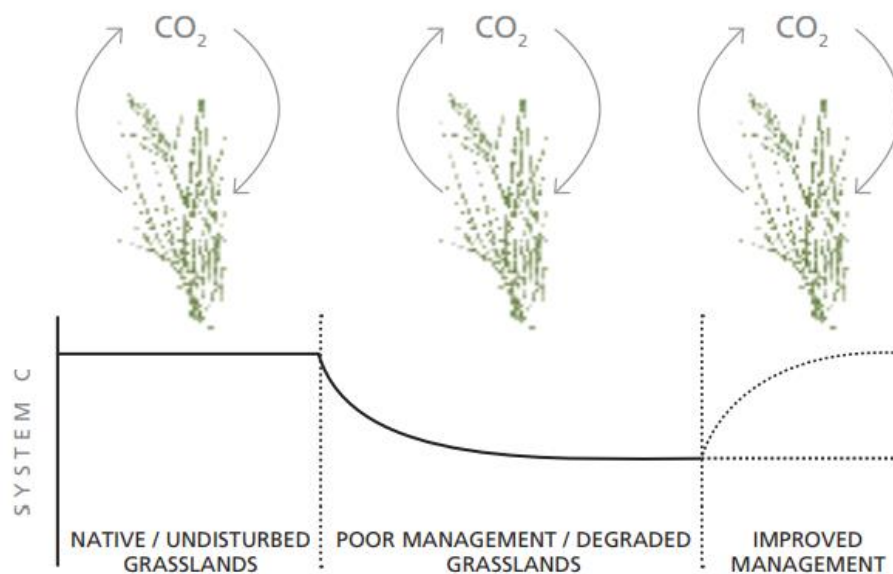 CO₂
CO₂
CO₂
SYSTEM C
NATIVE / UNDISTURBED
GRASSLANDS
POOR MANAGEMENT / DEGRADED
GRASSLANDS
IMPROVED
MANAGEMENT